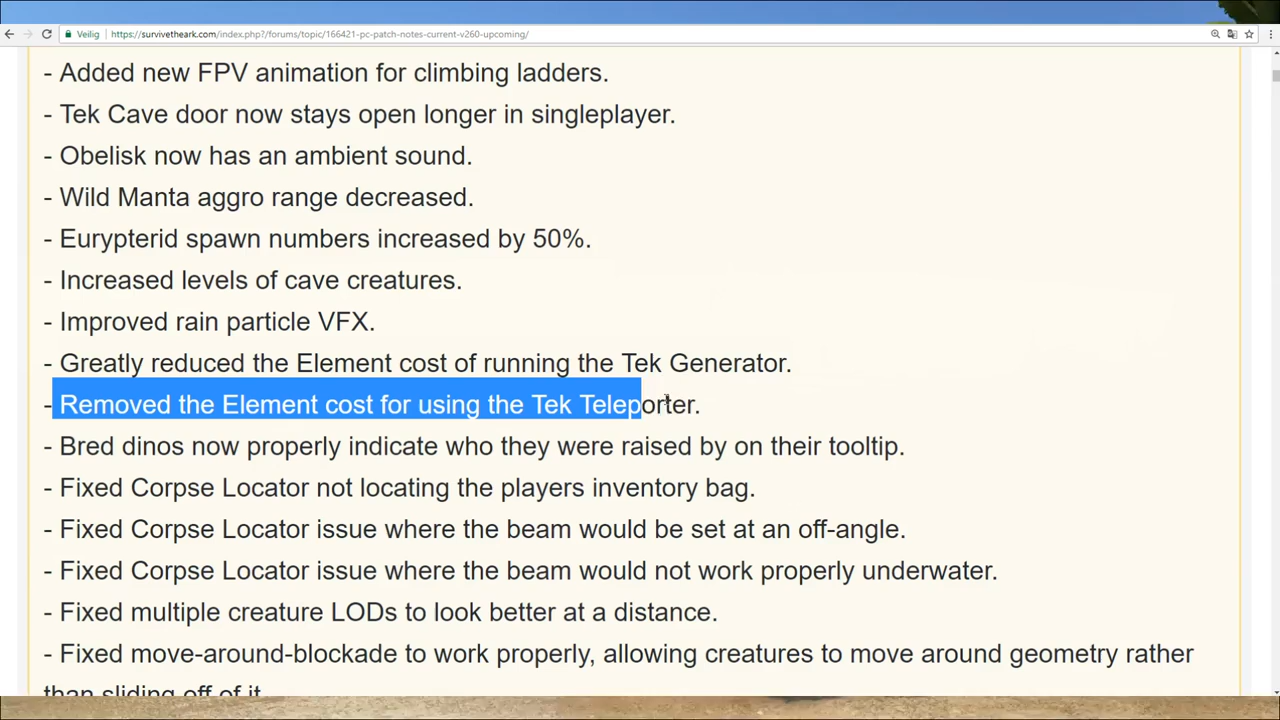 Veilig
https://survivetheark.com/index.php?/forums/topic/166421-pc-patch-notes-current-v260-upcoming/
- Added new FPV animation for climbing ladders.
- Tek Cave door now stays open longer in singleplayer.
- Obelisk now has an ambient sound.
- Wild Manta aggro range decreased.
- Eurypterid spawn numbers increased by 50%.
- Increased levels of cave creatures.
- Improved rain particle VFX.
- Greatly reduced the Element cost of running the Tek Generator.
- Removed the Element cost for using the Tek Teleporter.
- Bred dinos now properly indicate who they were raised by on their tooltip.
- Fixed Corpse Locator not locating the players inventory bag.
- Fixed Corpse Locator issue where the beam would be set at an off-angle.
- Fixed Corpse Locator issue where the beam would not work properly underwater.
- Fixed multiple creature LODs to look better at a distance.
- Fixed move-around-blockade to work properly, allowing creatures to move around geometry rather
than sliding off of it